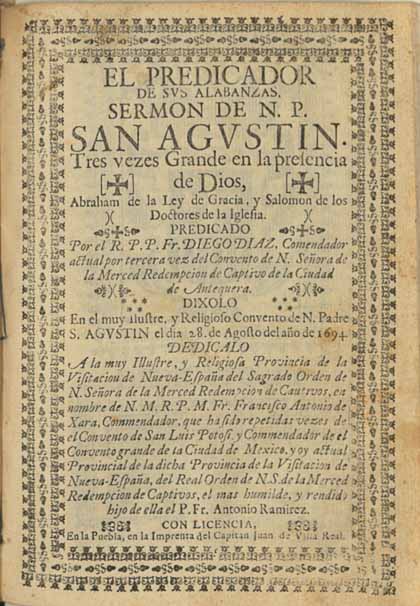 EL PREDICADOR
DE SVS ALABANZAS,
SERMON DE N. P.
SAN AGVSTIN.
Tres vezes Grande en la presencia
de Dios,
Abraham de la Ley de Gracia, y Salomon de los
Doctores de la Iglesia.
PREDICADO
Por el R. P. P. Fr. DIEGO DIAZ, Comendador
actual por tercera vez del Convento de N. Señora de
la Merced Redempcion de Captivo de la Ciudad
de Antequera.
DIXOLO
En el muy ilustre, y Religioso Convento de N. Padre
S. AGVSTIN el dia 28. de Agosto del año de 1694.
DEDICALO
A la muy Illustre, y Religiosa Provincia de la
Visitacion de Nueva-España del Sagrado Orden de
N. Señora de la Merced Redempcion de Cautivos, en
nombre de N. M. R. P. M. Fr. Francisco Antonio de
Xara, Commendador, que ha sido repetidas vezes de
el Convento de San Luis Potosi, y Commendador de el
Convento grande de la Ciudad de Mexico, y oy actual
Provincial de la dicha Provincia de la Visitacion de
Nueva-España, del Real Orden de N.S. de la Merced
Redempcion de Captivos, el mas humilde, y rendido
hijo de ella el P. Fr. Antonio Ramirez.
CON LICENCIA,
En la Puebla, en la Imprenta del Capitan Juan de Villa Real.